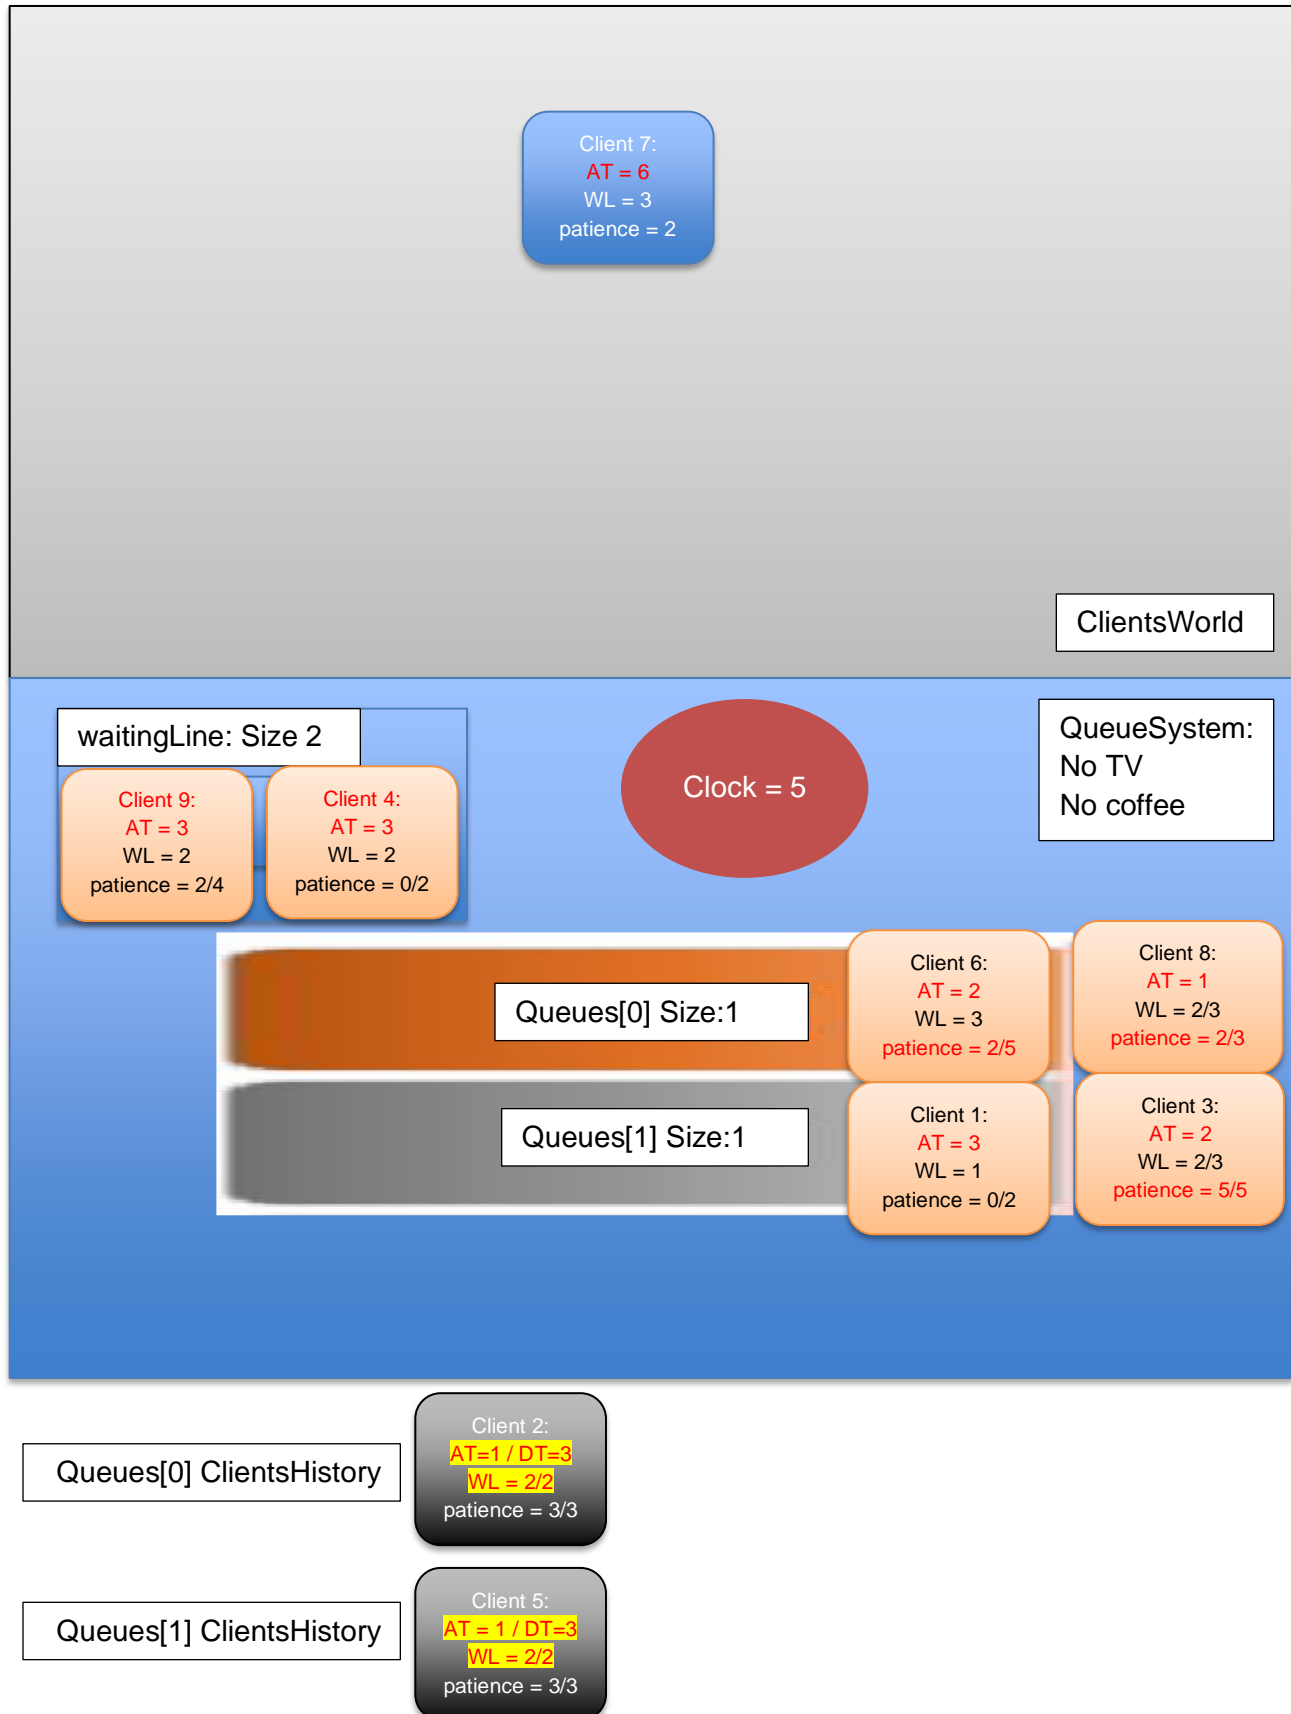 Client 7:
AT = 6
WL = 3
patience = 2
ClientsWorld
waitingLine: Size 2
Client 9:
AT = 3
WL = 2
patience = 2/4
Client 4:
AT = 3
WL = 2
patience = 0/2
Clock = 5
QueueSystem:
No TV
No coffee
Queues[0] Size:1
Client 6:
AT = 2
WL = 3
patience = 2/5
Client 8:
AT = 1
WL = 2/3
patience = 2/3
Queues[1] Size:1
Client 1:
AT = 3
WL = 1
patience = 0/2
Client 3:
AT = 2
WL = 2/3
patience = 5/5
Queues[0] ClientsHistory
Client 2:
AT=1 / DT=3
WL = 2/2
patience = 3/3
Queues[1] ClientsHistory
Client 5:
AT = 1 / DT=3
WL = 2/2
patience = 3/3